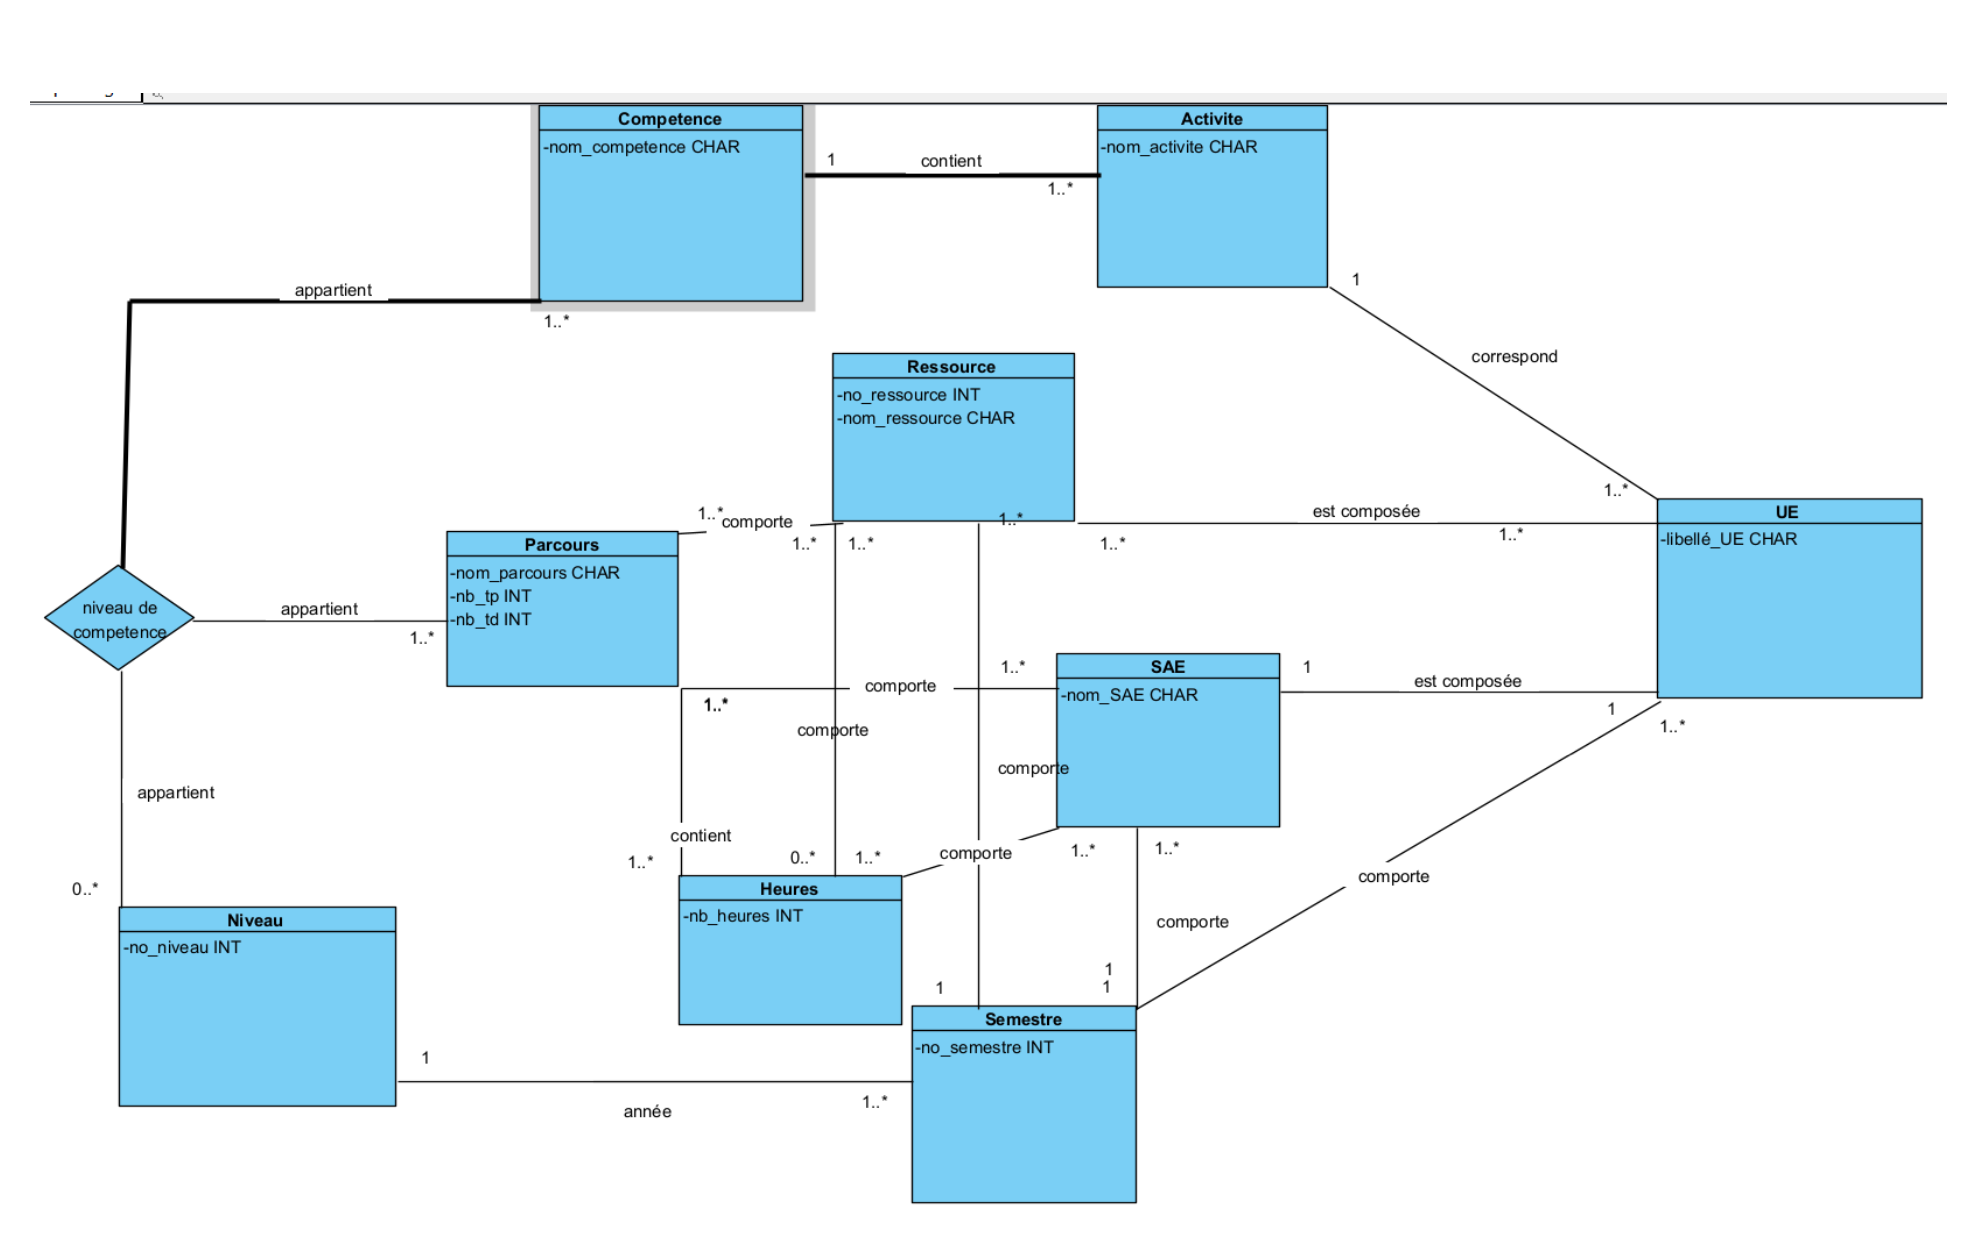 Competence
-nom_competence CHAR
Activite
-nom_activite CHAR
1
contient
1..*
appartient
1..*
1
correspond
1..*
Ressource
-no_ressource INT
-nom_ressource CHAR
1..*
comporte
1..*
1..*
1..*
1..*
est composée
1..*
UE
-libellé_UE CHAR
Parcours
-nom_parcours CHAR
-nb_tp INT
-nb_td INT
niveau de
competence
appartient
1..*
SAE
-nom_SAE CHAR
1..*
comporte
1..*
1
est composée
1
1..*
comporte
comporte
appartient
contient
1..*
0..*
1..*
comporte
1..*
1..*
comporte
0..*
Heures
-nb_heures INT
Niveau
-no_niveau INT
comporte
1
1
1
Semestre
-no_semestre INT
1
année
1..*